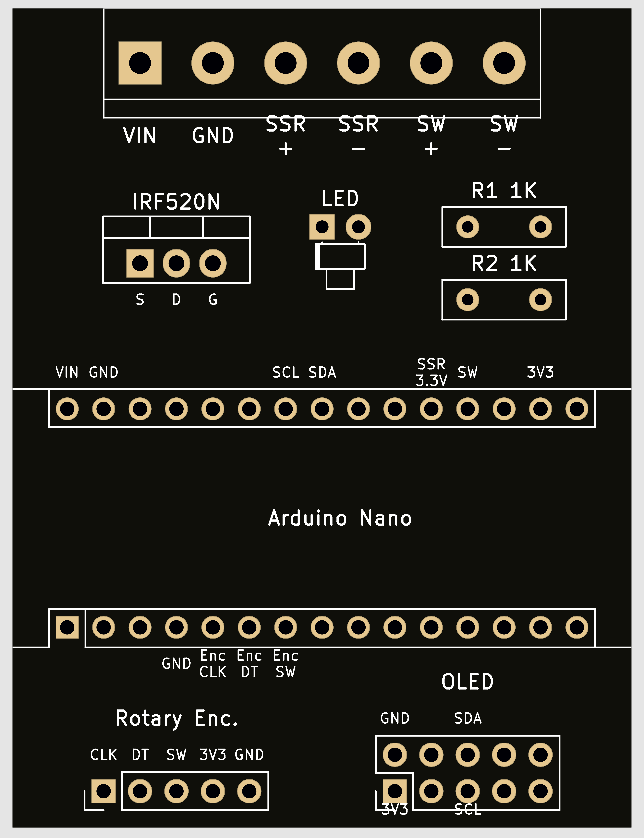 VIN GND SSR SSR SW SW
+ − + −
IRF520N LED R1 1K
R2 1K
S D G
VIN GND SCL SDA SSR SW 3V3
3.3V
Arduino Nano
GND Enc Enc Enc
CLK DT SW
OLED
Rotary Enc. GND SDA
CLK DT SW 3V3 GND
3V3 SCL